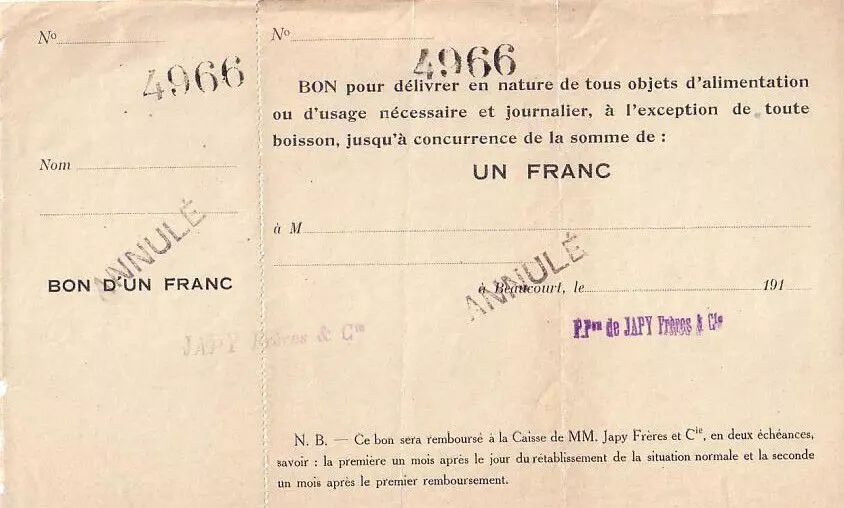 No
4966
Nom
ANNULÉ
BON D'UN FRANC
JAPY Frères & Cie
No
4966
BON pour délivrer en nature de tous objets d'alimentation
ou d'usage nécessaire et journalier, à l'exception de toute
boisson, jusqu'à concurrence de la somme de :
UN FRANC
à M
ANNULÉ
à Beaucourt, le 191
P.Pon de JAPY Frères & Cie
N. B. — Ce bon sera remboursé à la Caisse de MM. Japy Frères et Cie, en deux échéances,
savoir : la première un mois après le jour du rétablissement de la situation normale et la seconde
un mois après le premier remboursement.